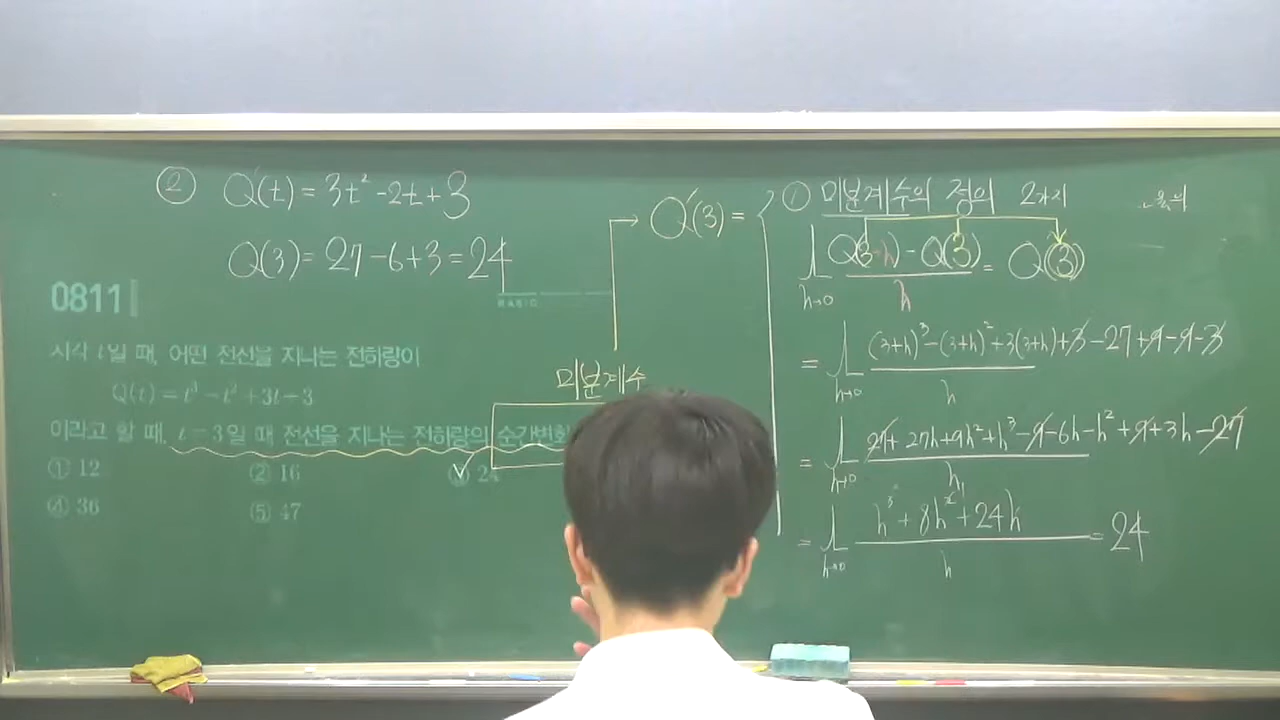 ② Q'(t) = 3t² - 2t + 3
Q(3) = 27 - 6 + 3 = 24
0811
BASIC
시각 t일 때, 어떤 전선을 지나는 전하량이
Q(t) = t³ - t² + 3t - 3
이라고 할 때, t = 3일 때 전선을 지나는 전하량의 순간변화
① 12 ② 16 ③ 24
④ 36 ⑤ 47
미분계수
Q'(3) =
① 미분계수의 정의 2가지
lim h→0 Q(3+h) - Q(3) / h = Q(3)
= lim h→0 (3+h)³ - (3+h)² + 3(3+h) + 3 - 27 + 9 - 9 - 3 / h
= lim h→0 27 + 27h + 9h² + h³ - 9 - 6h - h² + 9 + 3h - 27 / h
= lim h→0 h³ + 8h² + 24h / h = 24